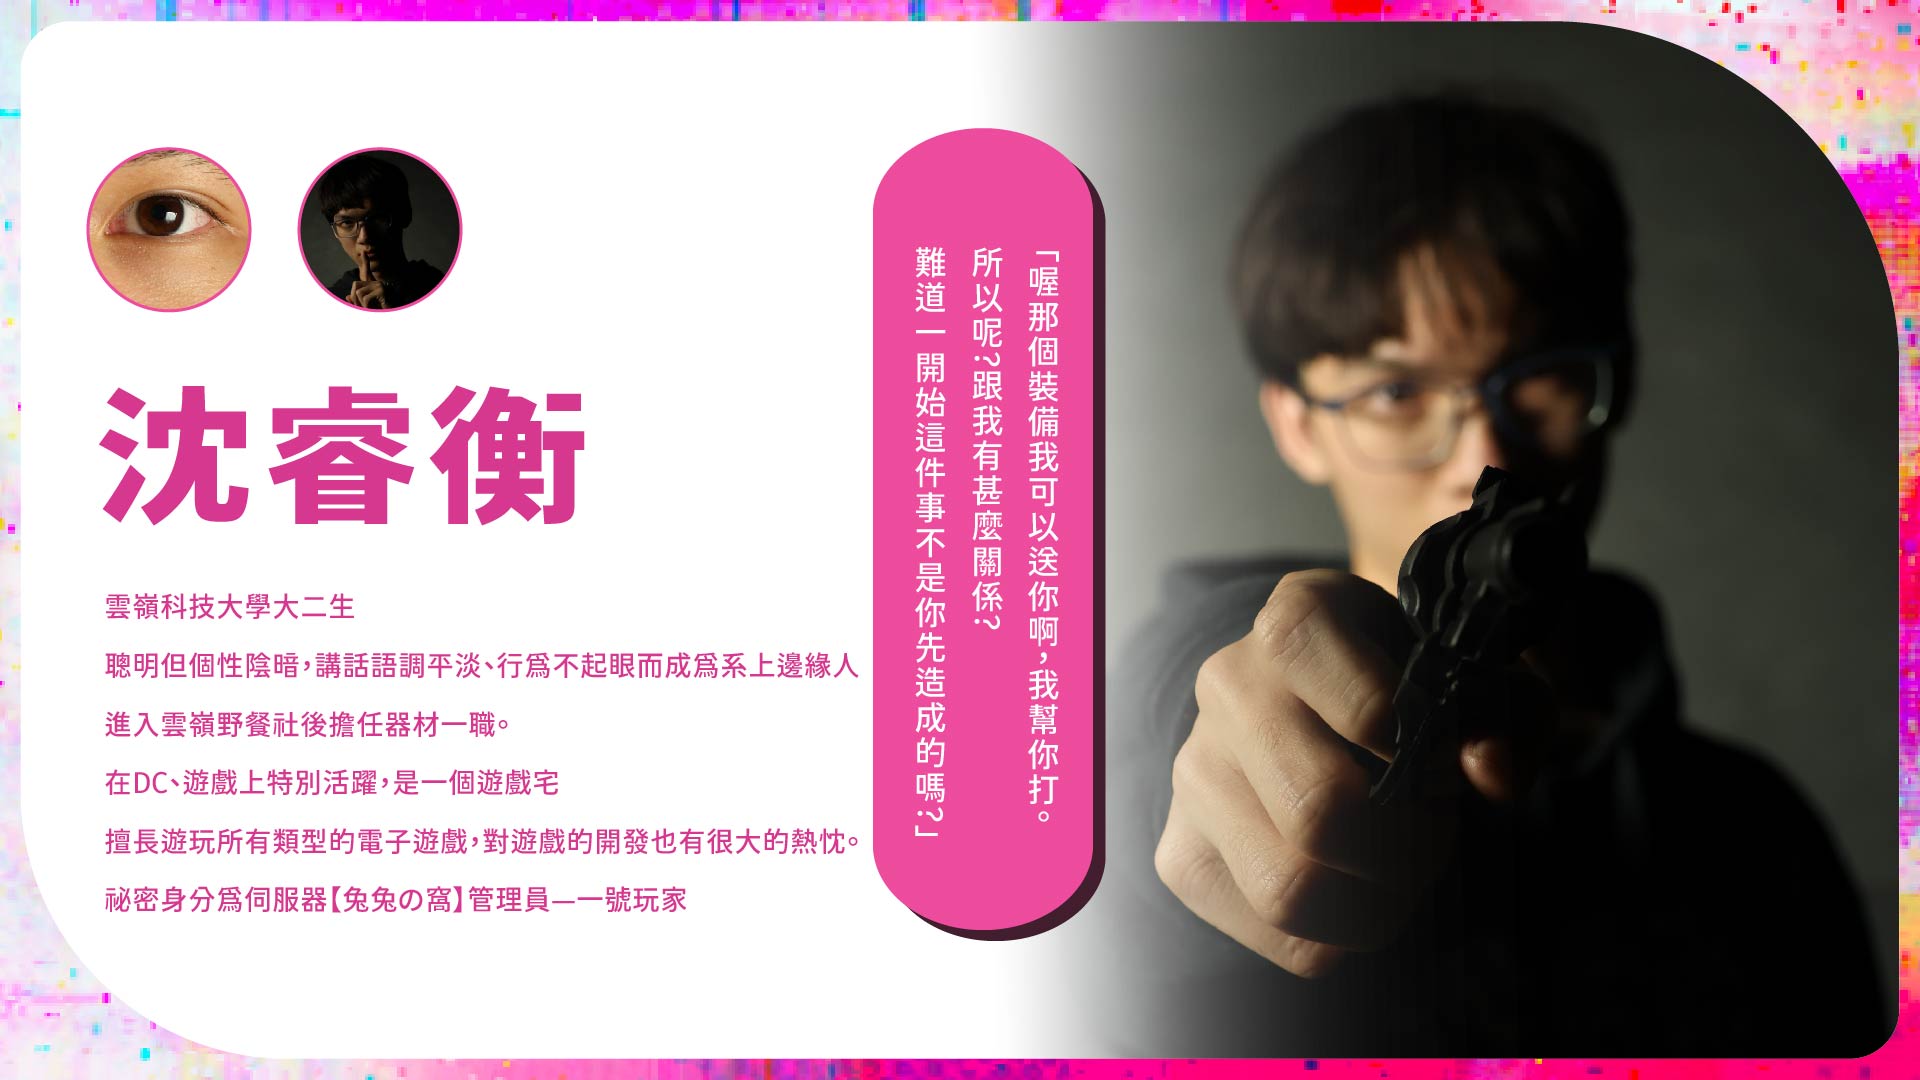 沈睿衡
雲嶺科技大學大二生
聰明但個性陰暗，講話語調平淡、行為不起眼而成為系上邊緣人
進入雲嶺野餐社後擔任器材一職。
在DC、遊戲上特別活躍，是一個遊戲宅
擅長遊玩所有類型的電子遊戲，對遊戲的開發也有很大的熱忱。
祕密身分為伺服器【兔兔の窩】管理員—一號玩家
「喔那個裝備我可以送你啊，我幫你打。
所以呢？跟我有甚麼關係？
難道一開始這件事不是你先造成的嗎？」